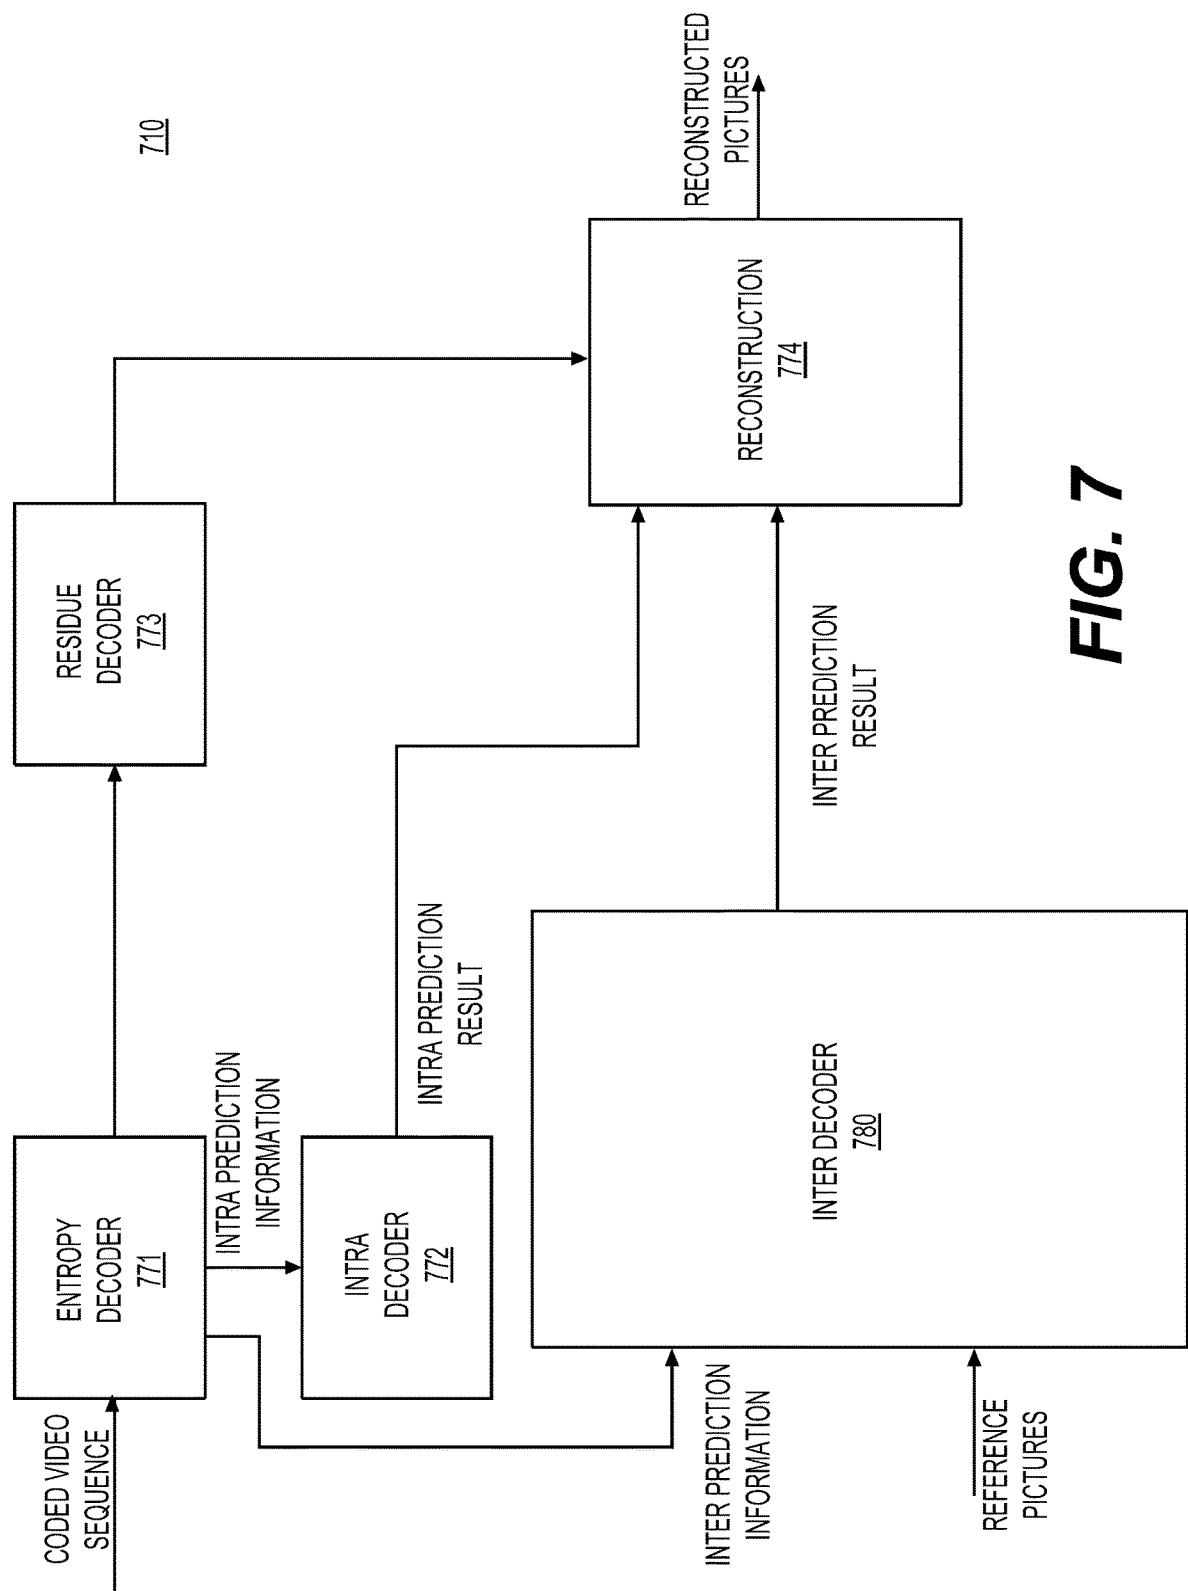 710
CODED VIDEO
SEQUENCE
ENTROPY
DECODER
771
RESIDUE
DECODER
773
INTRA PREDICTION
INFORMATION
INTRA
DECODER
772
INTRA PREDICTION
RESULT
INTER PREDICTION
INFORMATION
REFERENCE
PICTURES
INTER DECODER
780
INTER PREDICTION
RESULT
RECONSTRUCTION
774
RECONSTRUCTED
PICTURES
FIG. 7